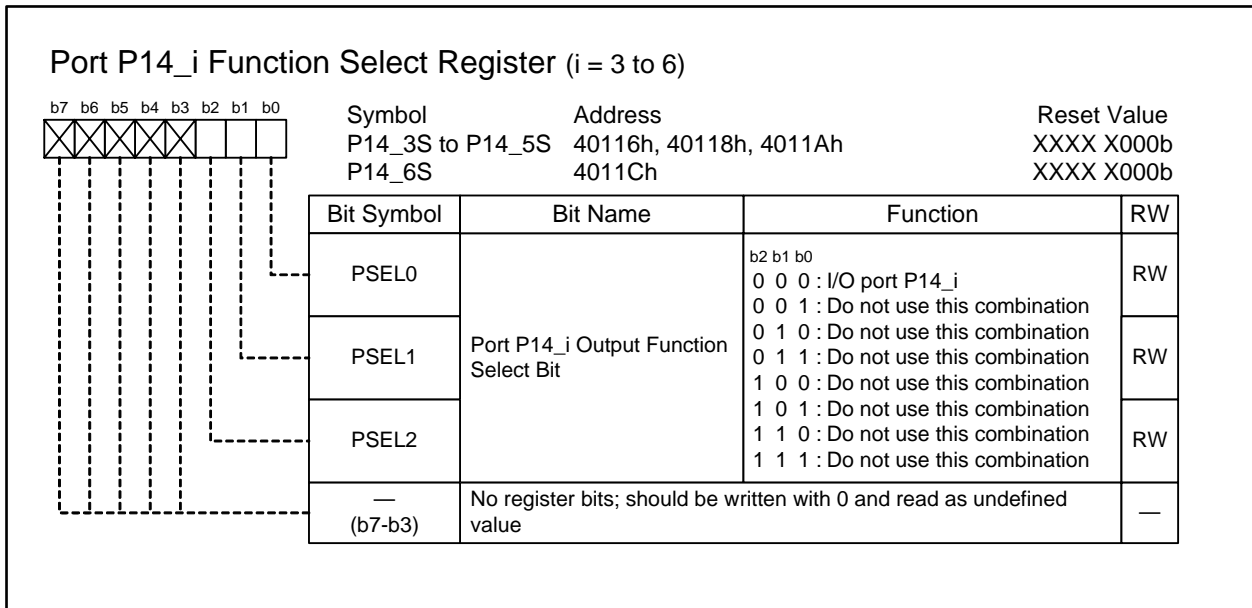 Port P14_i Function Select Register (i = 3 to 6)
b7 b6 b5 b4 b3 b2 b1 b0
Symbol Address Reset Value
P14_3S to P14_5S 40116h, 40118h, 4011Ah XXXX X000b
P14_6S 4011Ch XXXX X000b
Bit Symbol Bit Name Function RW
PSEL0
PSEL1
PSEL2
Port P14_i Output Function
Select Bit
b2 b1 b0
0 0 0 : I/O port P14_i
0 0 1 : Do not use this combination
0 1 0 : Do not use this combination
0 1 1 : Do not use this combination
1 0 0 : Do not use this combination
1 0 1 : Do not use this combination
1 1 0 : Do not use this combination
1 1 1 : Do not use this combination
RW
RW
RW
—
(b7-b3)
No register bits; should be written with 0 and read as undefined
value
—